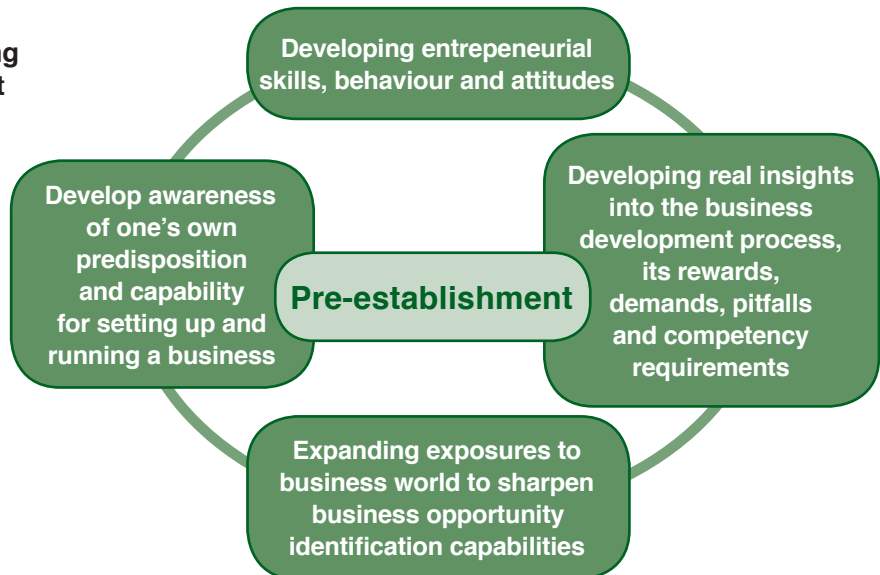 Developing entrepeneurial
skills, behaviour and attitudes
Develop awareness
of one's own
predisposition
and capability
for setting up and
running a business
Pre-establishment
Developing real insights
into the business
development process,
its rewards,
demands, pitfalls
and competency
requirements
Expanding exposures to
business world to sharpen
business opportunity
identification capabilities